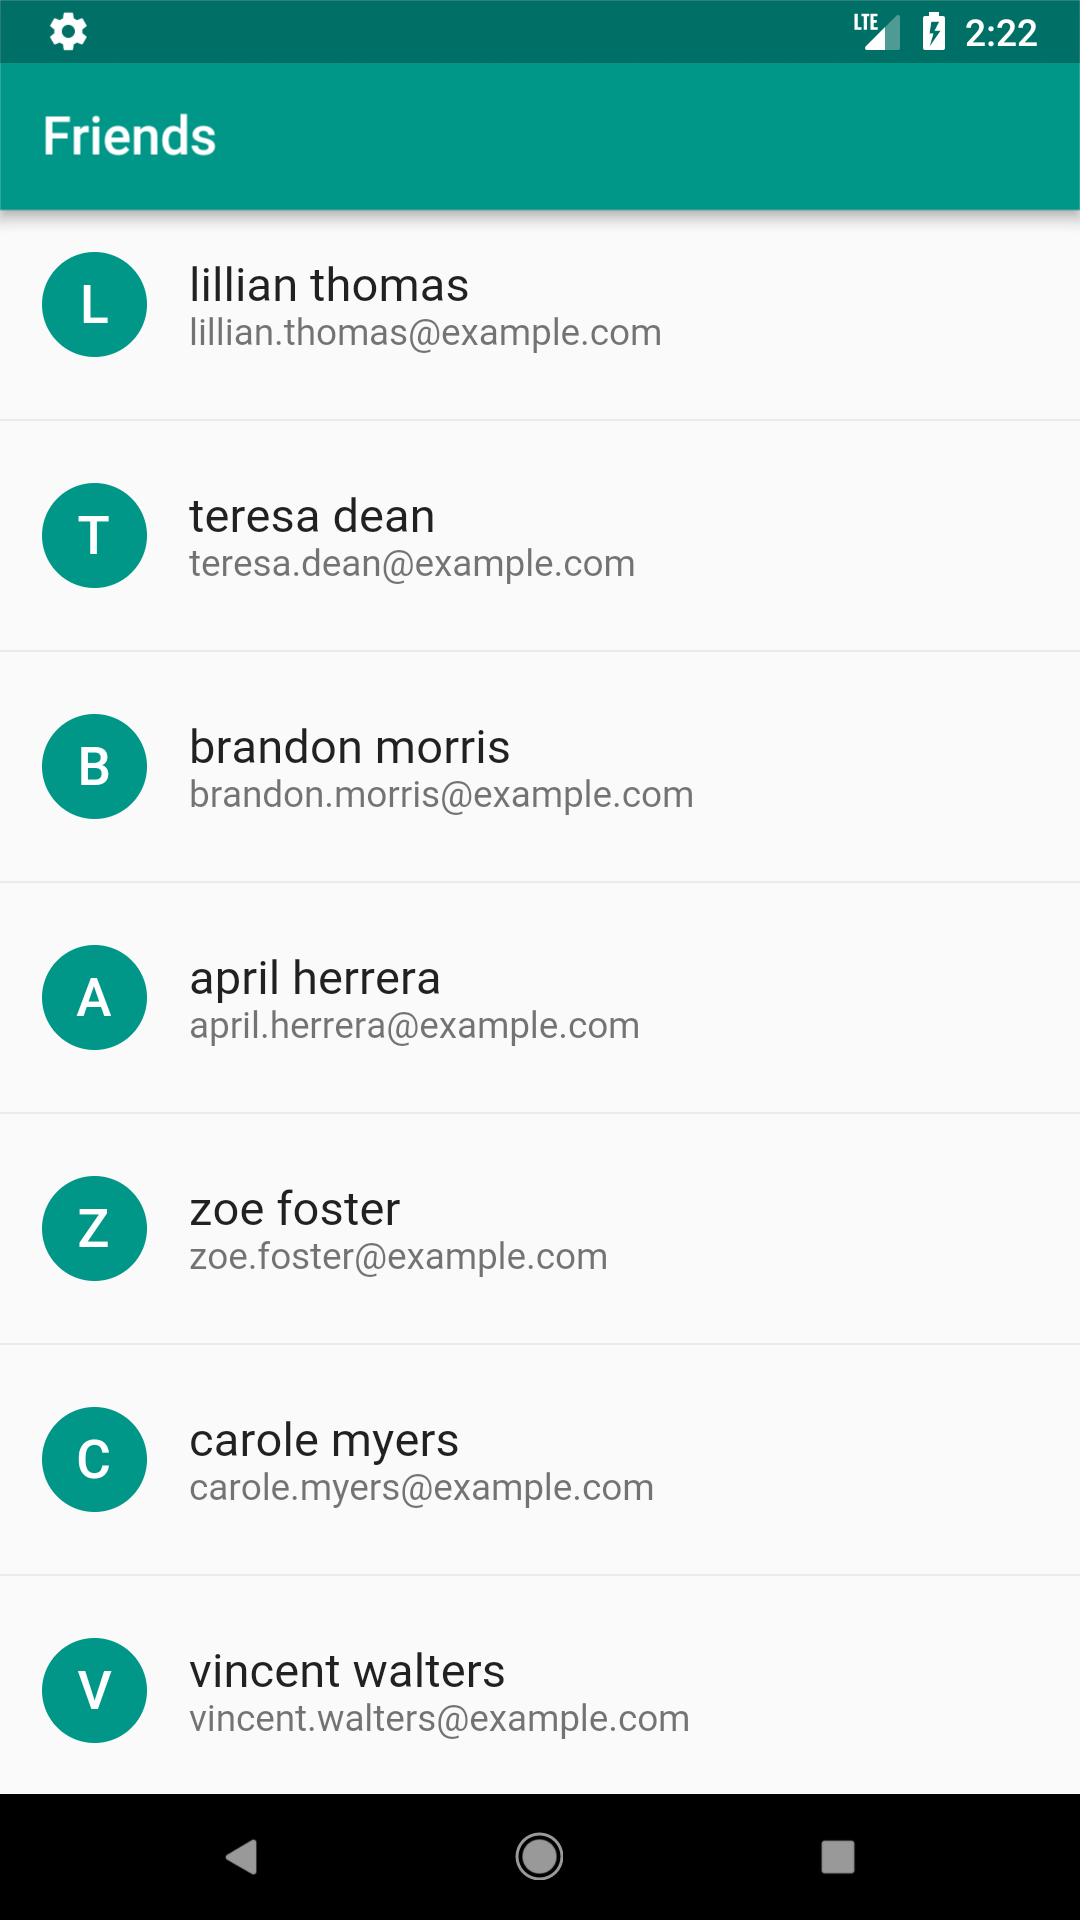 LTE 2:22
Friends
L
lillian thomas
lillian.thomas@example.com
T
teresa dean
teresa.dean@example.com
B
brandon morris
brandon.morris@example.com
A
april herrera
april.herrera@example.com
Z
zoe foster
zoe.foster@example.com
C
carole myers
carole.myers@example.com
V
vincent walters
vincent.walters@example.com